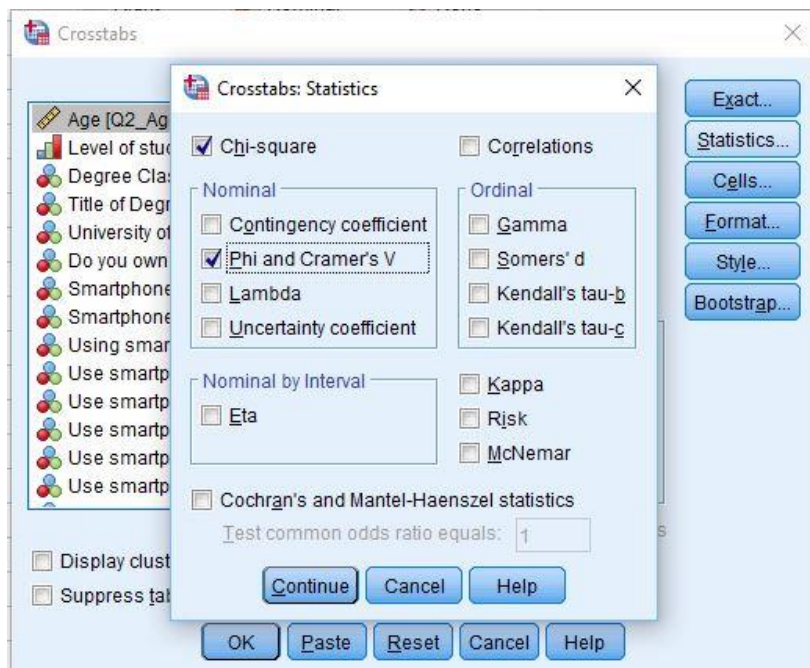 Crosstabs
Crosstabs: Statistics
Age [Q2_Ag
Level of stud
Degree Clas
Title of Degr
University of
Do you own
Smartphone
Smartphone
Using smar
Use smartp
Use smartp
Use smartp
Use smartp
Use smartp
Chi-square
Correlations
Nominal
Contingency coefficient
Phi and Cramer's V
Lambda
Uncertainty coefficient
Ordinal
Gamma
Somers' d
Kendall's tau-b
Kendall's tau-c
Nominal by Interval
Eta
Kappa
Risk
McNemar
Cochran's and Mantel-Haenszel statistics
Test common odds ratio equals: 1
Continue Cancel Help
Exact...
Statistics...
Cells...
Format...
Style...
Bootstrap...
Display clust
Suppress tab
OK Paste Reset Cancel Help